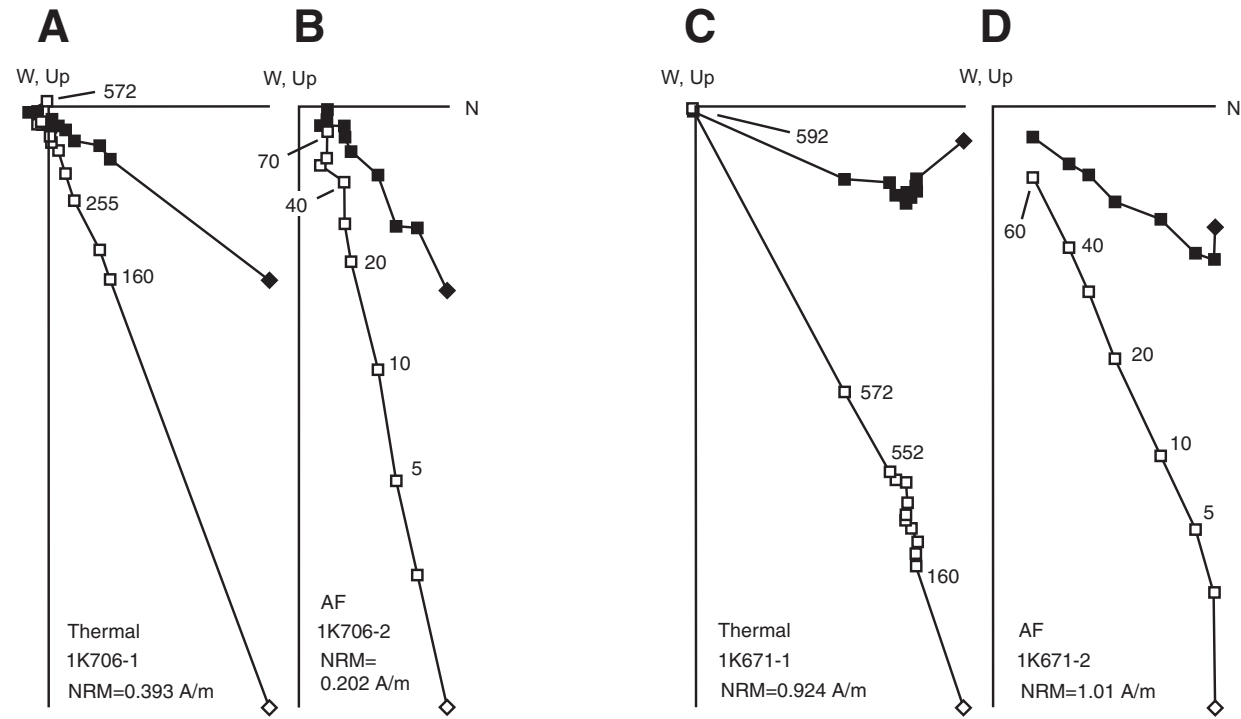 A
B
C
D
W, Up
572
W, Up
N
W, Up
592
W, Up
N
70
40
255
160
20
10
5
AF
1K706-2
NRM=
0.202 A/m
Thermal
1K706-1
NRM=0.393 A/m
572
552
160
Thermal
1K671-1
NRM=0.924 A/m
60
40
20
10
5
AF
1K671-2
NRM=1.01 A/m